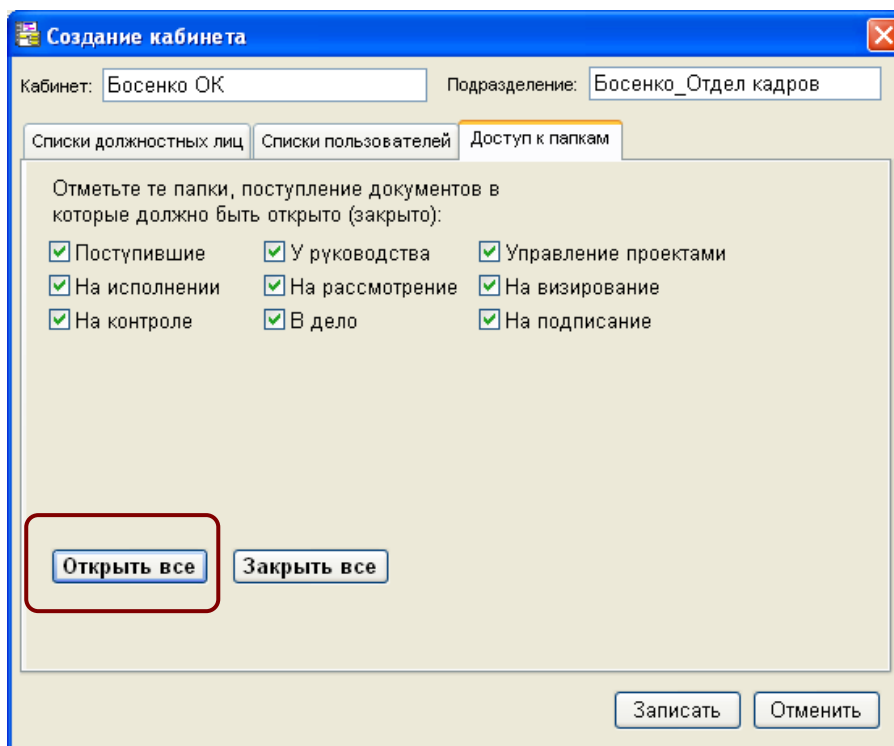 Создание кабинета
Кабинет: Босенко ОК Подразделение: Босенко_Отдел кадров
Списки должностных лиц Списки пользователей Доступ к папкам
Отметьте те папки, поступление документов в
которые должно быть открыто (закрыто):
Поступившие У руководства Управление проектами
На исполнении На рассмотрение На визирование
На контроле В дело На подписание
Открыть все Закрыть все
Записать Отменить